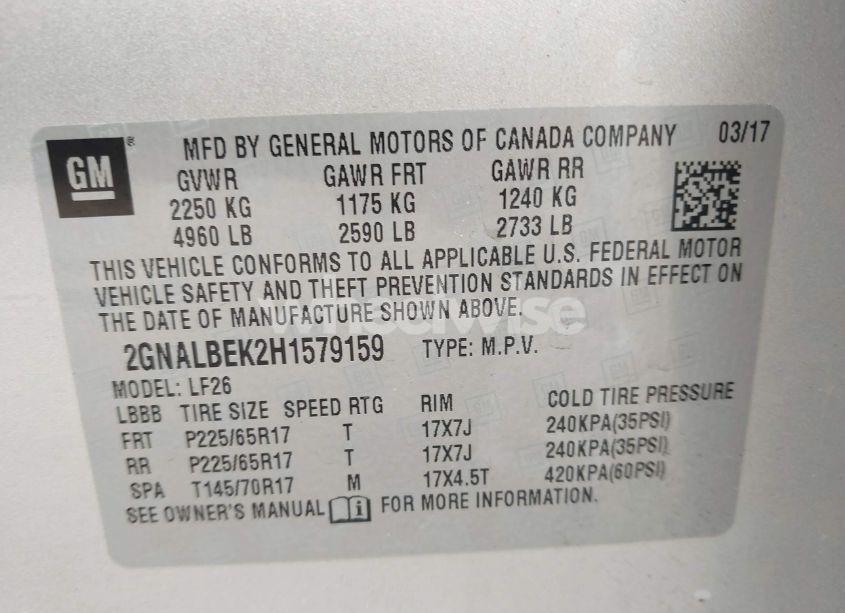 GM
MFD BY GENERAL MOTORS OF CANADA COMPANY 03/17
GVWR GAWR FRT GAWR RR
2250 KG 1175 KG 1240 KG
4960 LB 2590 LB 2733 LB
THIS VEHICLE CONFORMS TO ALL APPLICABLE U.S. FEDERAL MOTOR
VEHICLE SAFETY AND THEFT PREVENTION STANDARDS IN EFFECT ON
THE DATE OF MANUFACTURE SHOWN ABOVE.
wheelwise
2GNALBEK2H1579159 TYPE: M.P.V.
MODEL: LF26
LBBB TIRE SIZE SPEED RTG RIM COLD TIRE PRESSURE
FRT P225/65R17 T 17X7J 240KPA(35PSI)
RR P225/65R17 T 17X7J 240KPA(35PSI)
SPA T145/70R17 M 17X4.5T 420KPA(60PSI)
SEE OWNER'S MANUAL i FOR MORE INFORMATION.